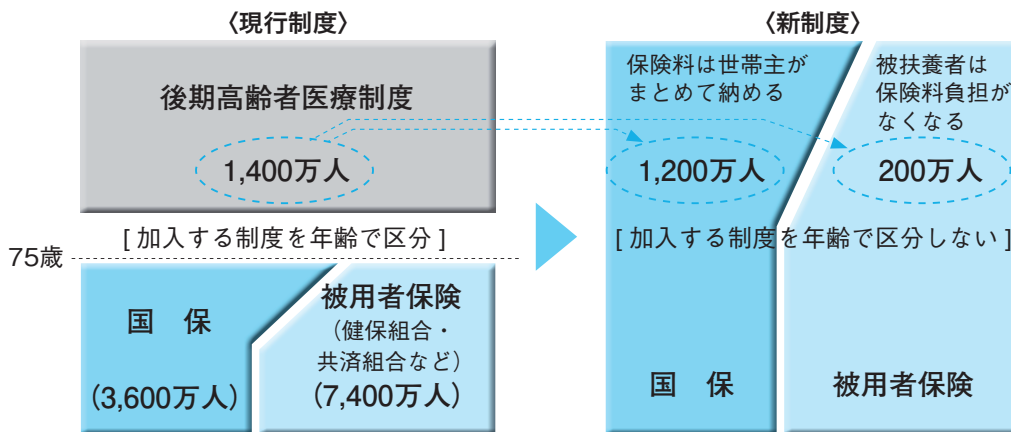 〈現行制度〉
後期高齢者医療制度
1,400万人
[ 加入する制度を年齢で区分 ]
75歳
国　保
(3,600万人)
被用者保険
(健保組合・
共済組合など)
(7,400万人)
〈新制度〉
保険料は世帯主が
まとめて納める
1,200万人
被扶養者は
保険料負担が
なくなる
200万人
[ 加入する制度を年齢で区分しない ]
国　保
被用者保険